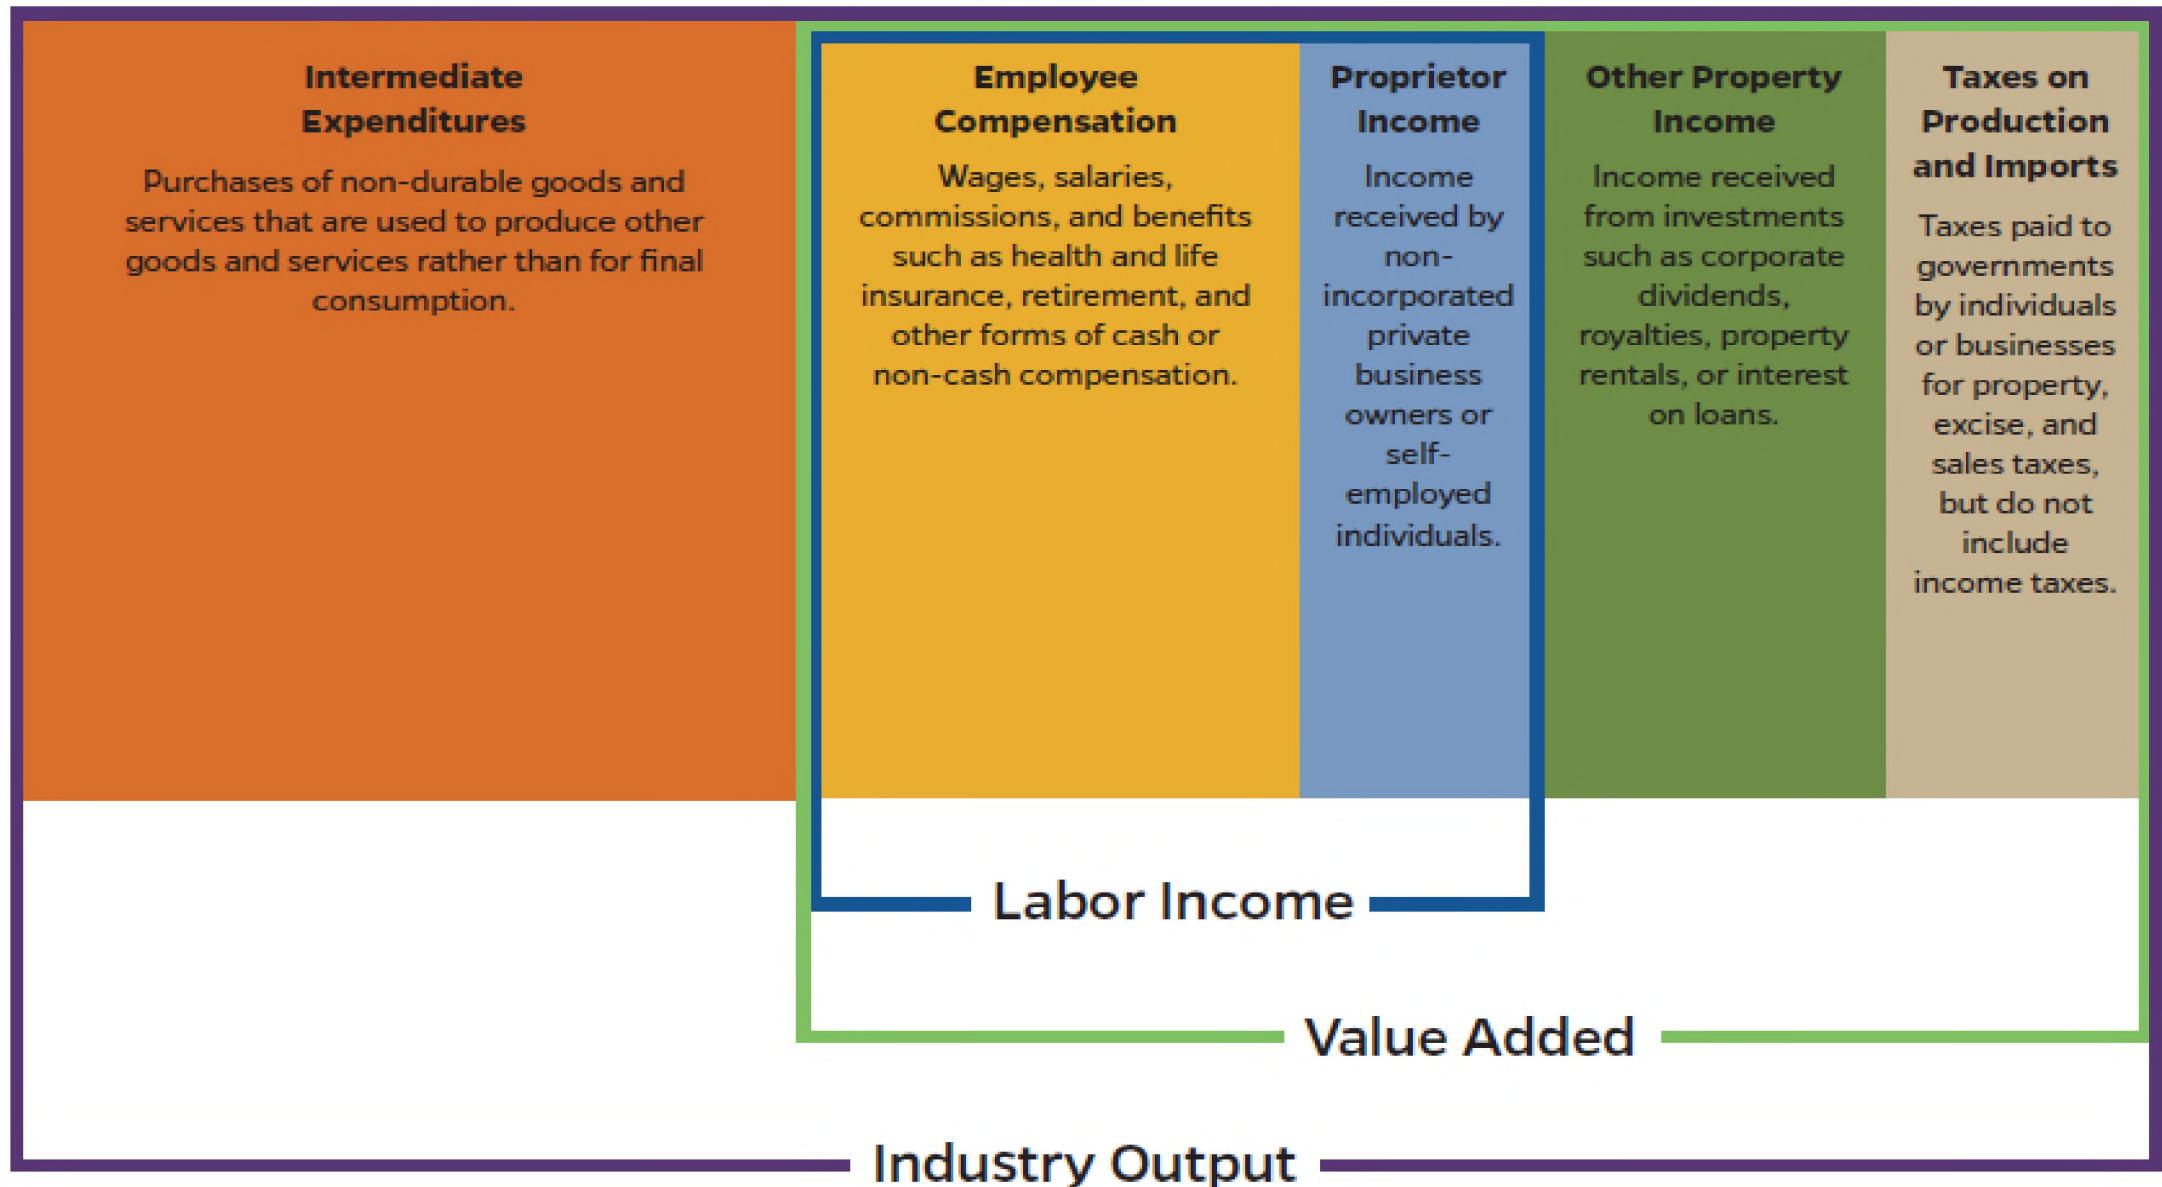 Intermediate
Expenditures
Purchases of non-durable goods and
services that are used to produce other
goods and services rather than for final
consumption.
Employee
Compensation
Wages, salaries,
commissions, and benefits
such as health and life
insurance, retirement, and
other forms of cash or
non-cash compensation.
Proprietor
Income
Income
received by
non-
incorporated
private
business
owners or
self-
employed
individuals.
Other Property
Income
Income received
from investments
such as corporate
dividends,
royalties, property
rentals, or interest
on loans.
Taxes on
Production
and Imports
Taxes paid to
governments
by individuals
or businesses
for property,
excise, and
sales taxes,
but do not
include
income taxes.
Labor Income
Value Added
Industry Output